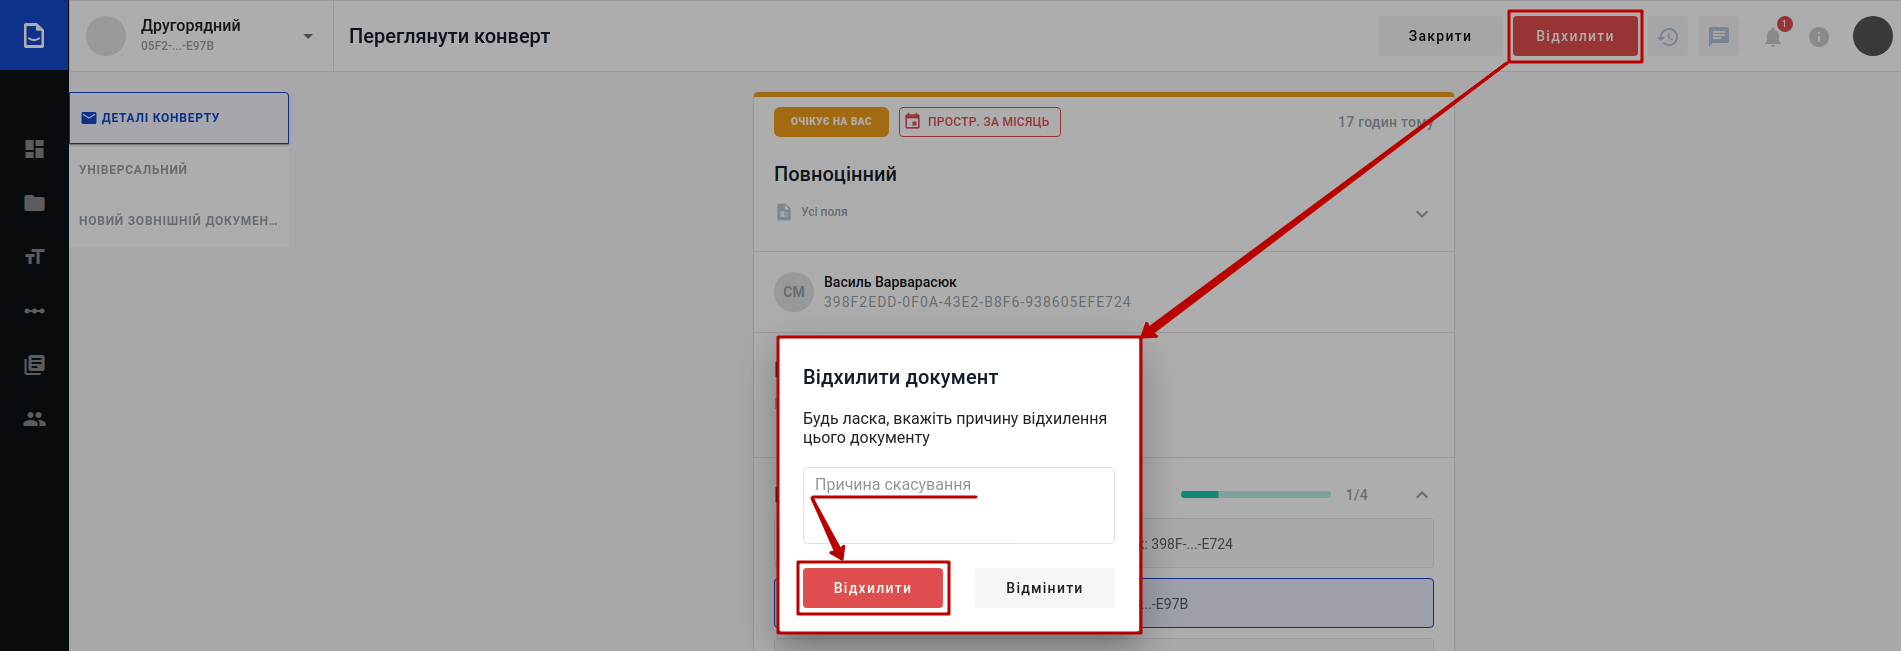 Другорядний
05F2-...-E97B
Переглянути конверт
Закрити
Відхилити
1
ДЕТАЛІ КОНВЕРТУ
УНІВЕРСАЛЬНИЙ
НОВИЙ ЗОВНІШНІЙ ДОКУМЕН...
ОЧІКУЄ НА ВАС
ПРОСТР. ЗА МІСЯЦЬ
17 годин тому
Повноцінний
Усі поля
СМ
Василь Варварасюк
398F2EDD-0F0A-43E2-B8F6-938605EFE724
Відхилити документ
Будь ласка, вкажіть причину відхилення
цього документу
Причина скасування
Відхилити
Відмінити
1/4
: 398F-...-E724
...-E97B